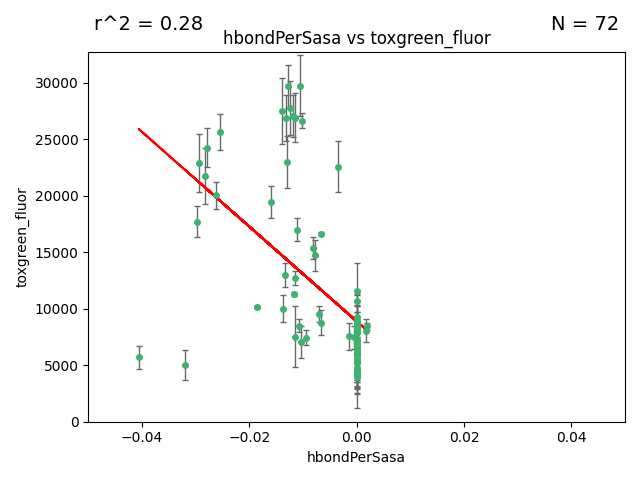 r^2 = 0.28
N = 72
hbondPerSasa vs toxgreen_fluor
30000
25000
20000
15000
10000
5000
0
toxgreen_fluor
−0.04
−0.02
0.00
0.02
0.04
hbondPerSasa